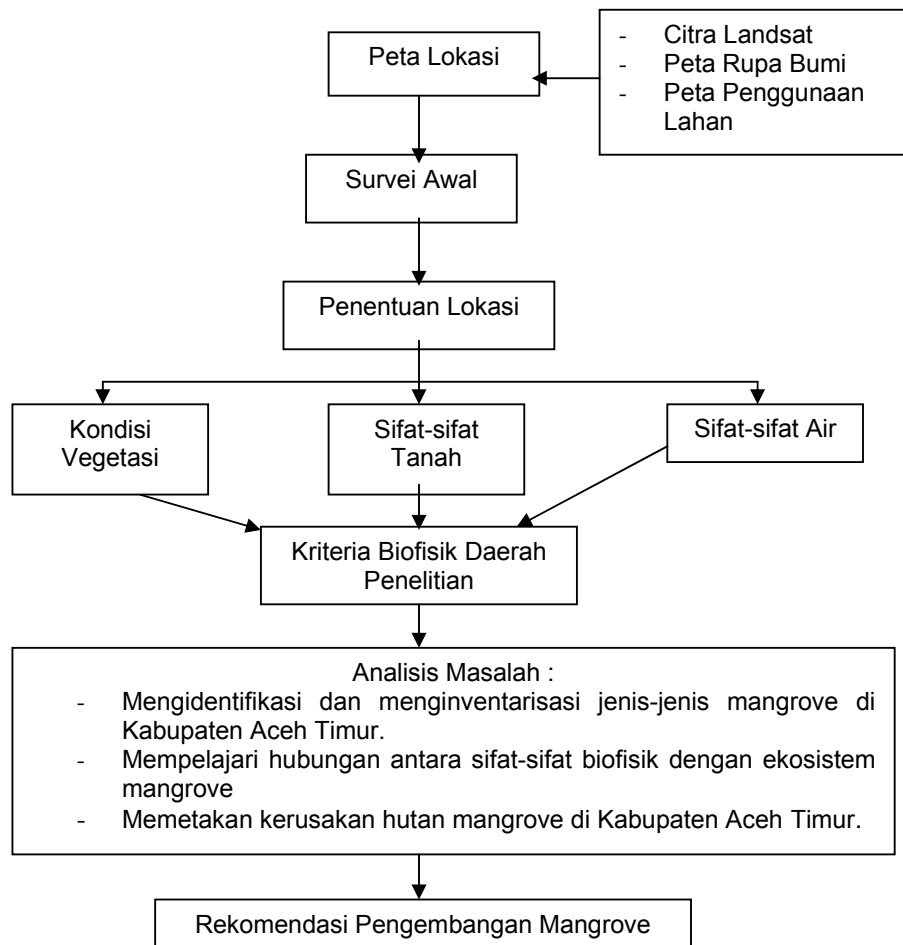 Peta Lokasi
- Citra Landsat
- Peta Rupa Bumi
- Peta Penggunaan
Lahan
Survei Awal
Penentuan Lokasi
Kondisi
Vegetasi
Sifat-sifat
Tanah
Sifat-sifat Air
Kriteria Biofisik Daerah
Penelitian
Analisis Masalah :
- Mengidentifikasi dan menginventarisasi jenis-jenis mangrove di
Kabupaten Aceh Timur.
- Mempelajari hubungan antara sifat-sifat biofisik dengan ekosistem
mangrove
- Memetakan kerusakan hutan mangrove di Kabupaten Aceh Timur.
Rekomendasi Pengembangan Mangrove